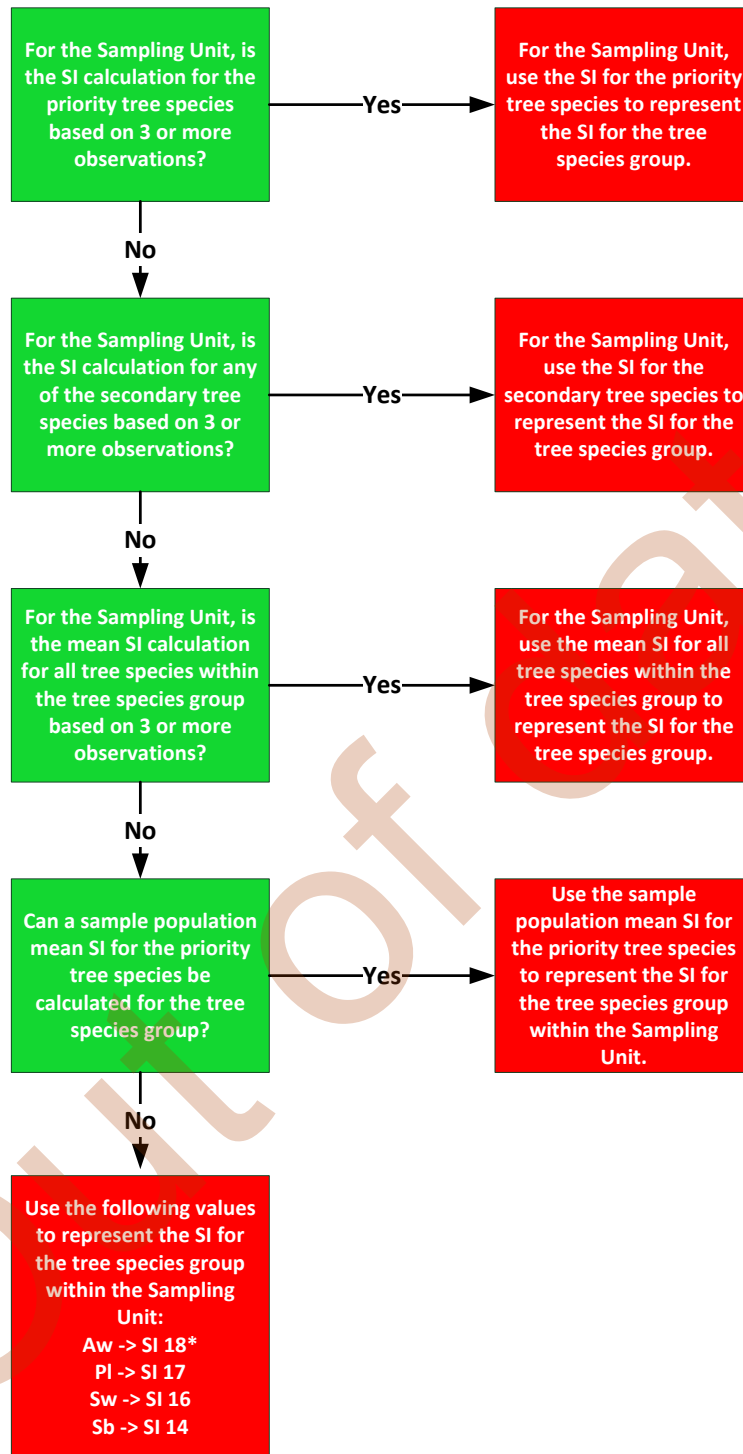 For the Sampling Unit, is
the SI calculation for the
priority tree species
based on 3 or more
observations?
Yes
For the Sampling Unit,
use the SI for the priority
tree species to represent
the SI for the tree
species group.
No
For the Sampling Unit, is
the SI calculation for any
of the secondary tree
species based on 3 or
more observations?
Yes
For the Sampling Unit,
use the SI for the
secondary tree species to
represent the SI for the
tree species group.
No
For the Sampling Unit, is
the mean SI calculation
for all tree species within
the tree species group
based on 3 or more
observations?
Yes
For the Sampling Unit,
use the mean SI for all
tree species within the
tree species group to
represent the SI for the
tree species group.
No
Can a sample population
mean SI for the priority
tree species be
calculated for the tree
species group?
Yes
Use the sample
population mean SI for
the priority tree species
to represent the SI for
the tree species group
within the Sampling
Unit.
No
Use the following values
to represent the SI for
the tree species group
within the Sampling
Unit:
Aw -> SI 18*
Pl -> SI 17
Sw -> SI 16
Sb -> SI 14